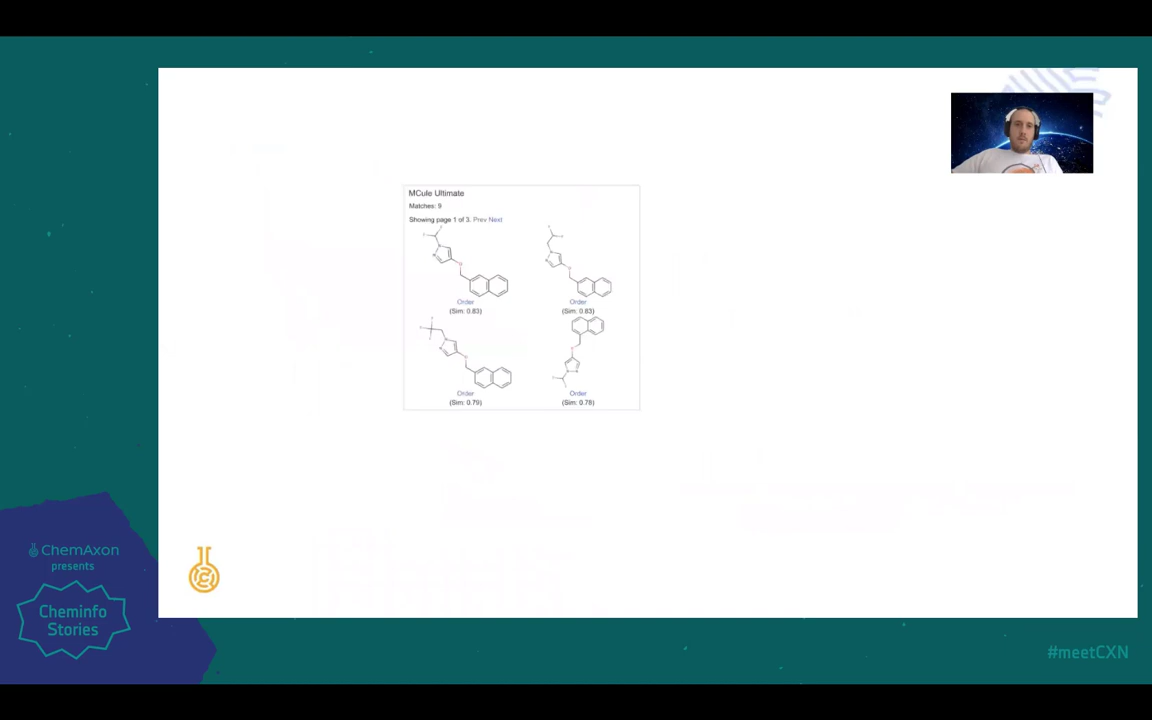 MCule Ultimate
Matches: 9
Showing page 1 of 3. Prev Next
Order
(Sim: 0.83)
Order
(Sim: 0.83)
Order
(Sim: 0.79)
Order
(Sim: 0.78)
ChemAxon
presents
Cheminfo
Stories
#meetCXN